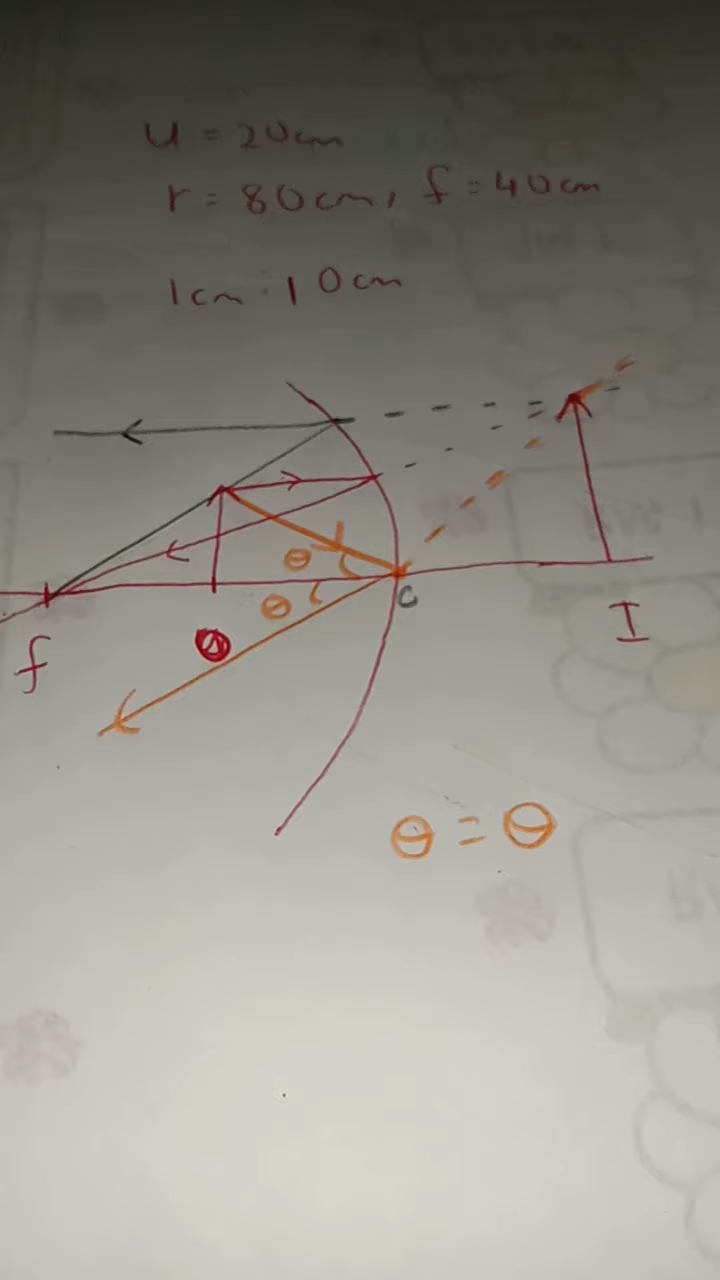 u = 20cm
r = 80cm, f = 40cm
1cm : 10cm
θ
θ
C
f
O
I
θ = θ